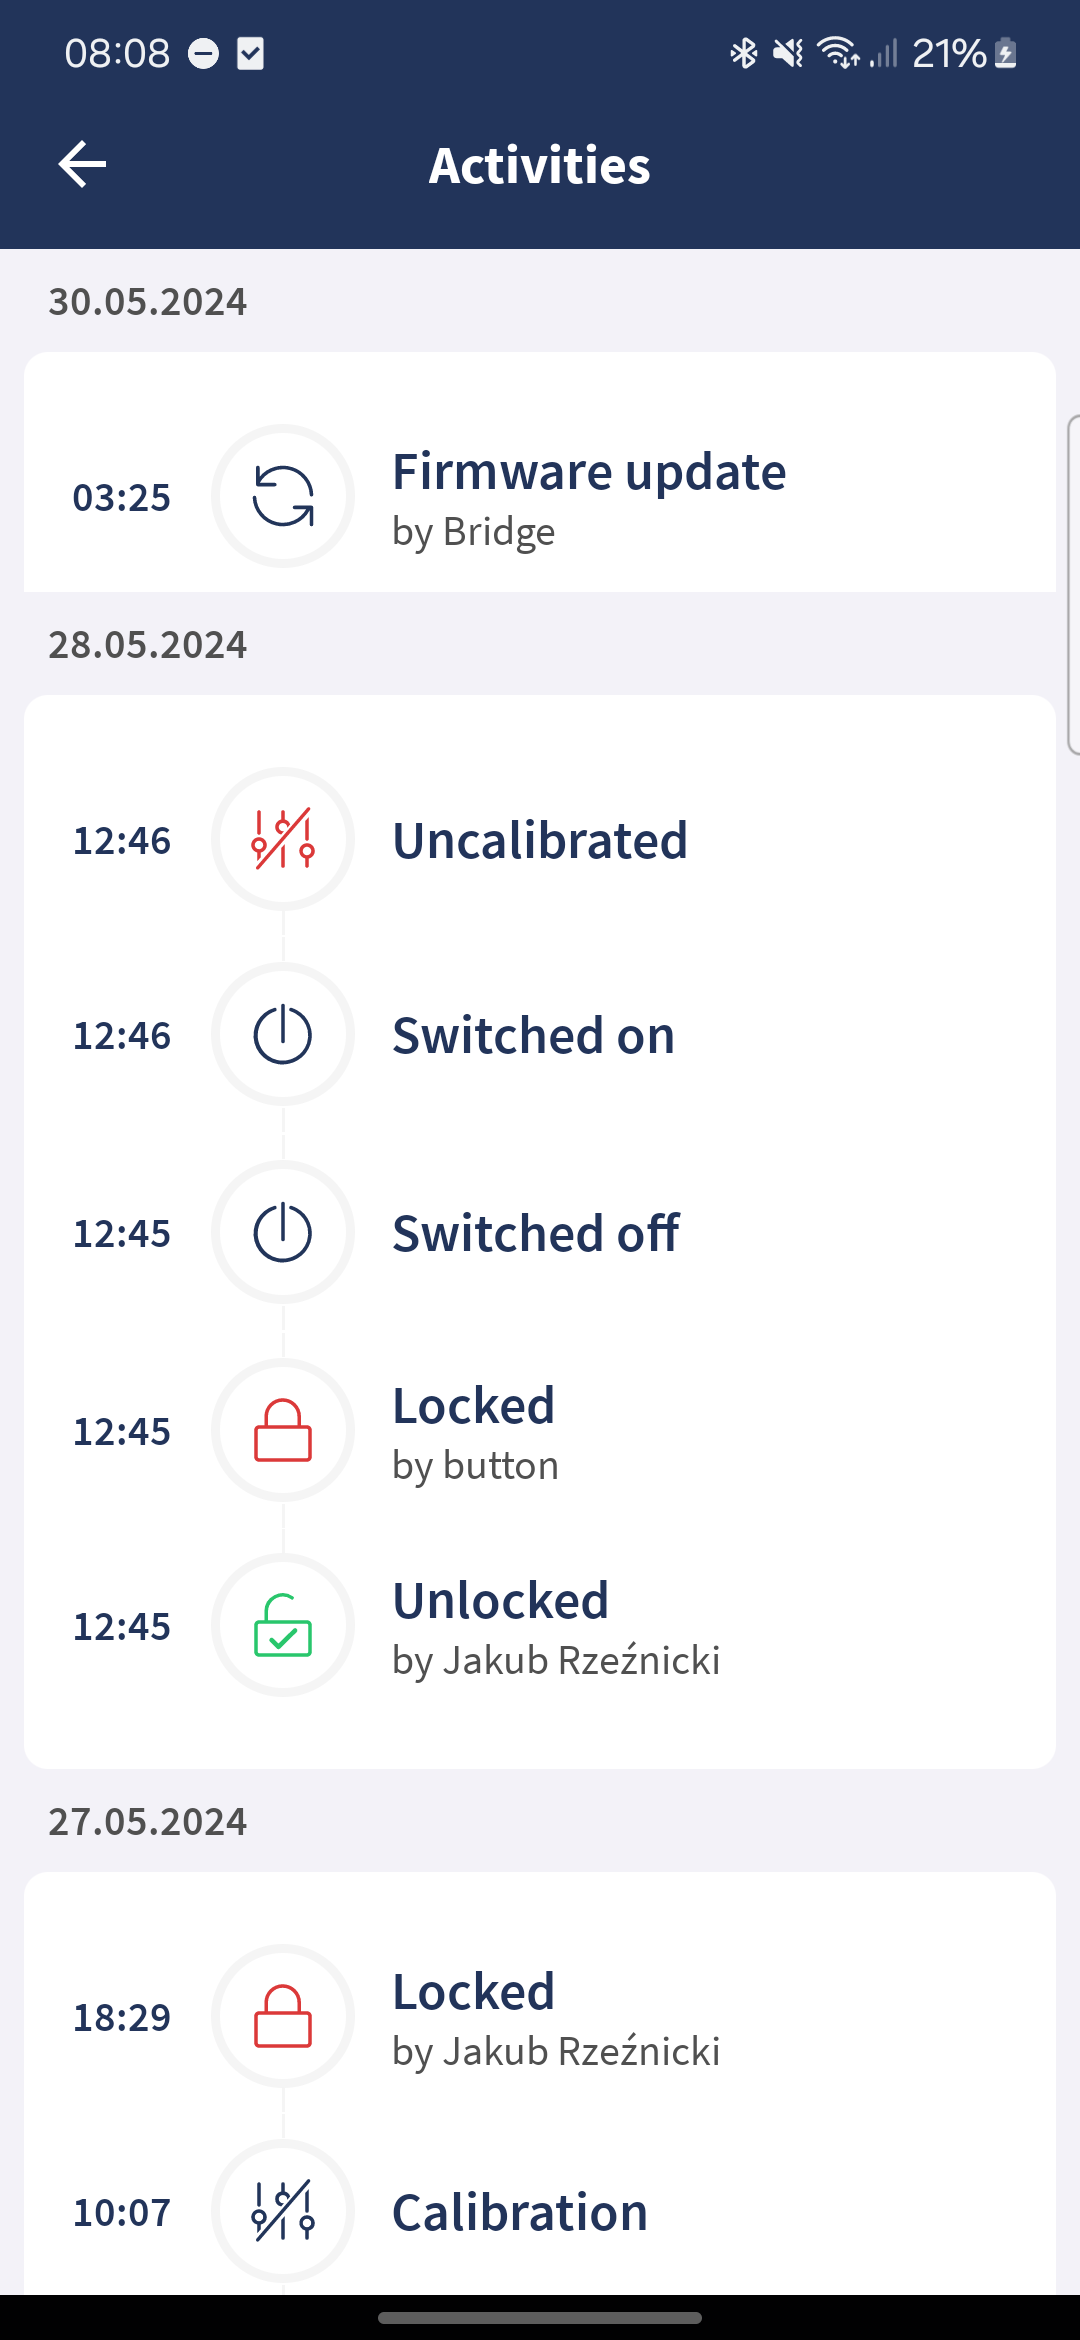 08:08
21%
Activities
30.05.2024
03:25
Firmware update
by Bridge
28.05.2024
12:46
Uncalibrated
12:46
Switched on
12:45
Switched off
12:45
Locked
by button
12:45
Unlocked
by Jakub Rzeźnicki
27.05.2024
18:29
Locked
by Jakub Rzeźnicki
10:07
Calibration